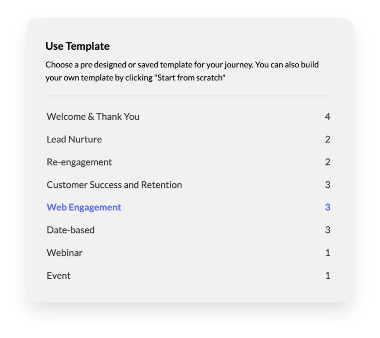 Use Template
Choose a pre designed or saved template for your journey. You can also build
your own template by clicking "Start from scratch"
Welcome & Thank You 4
Lead Nurture 2
Re-engagement 2
Customer Success and Retention 3
Web Engagement 3
Date-based 3
Webinar 1
Event 1